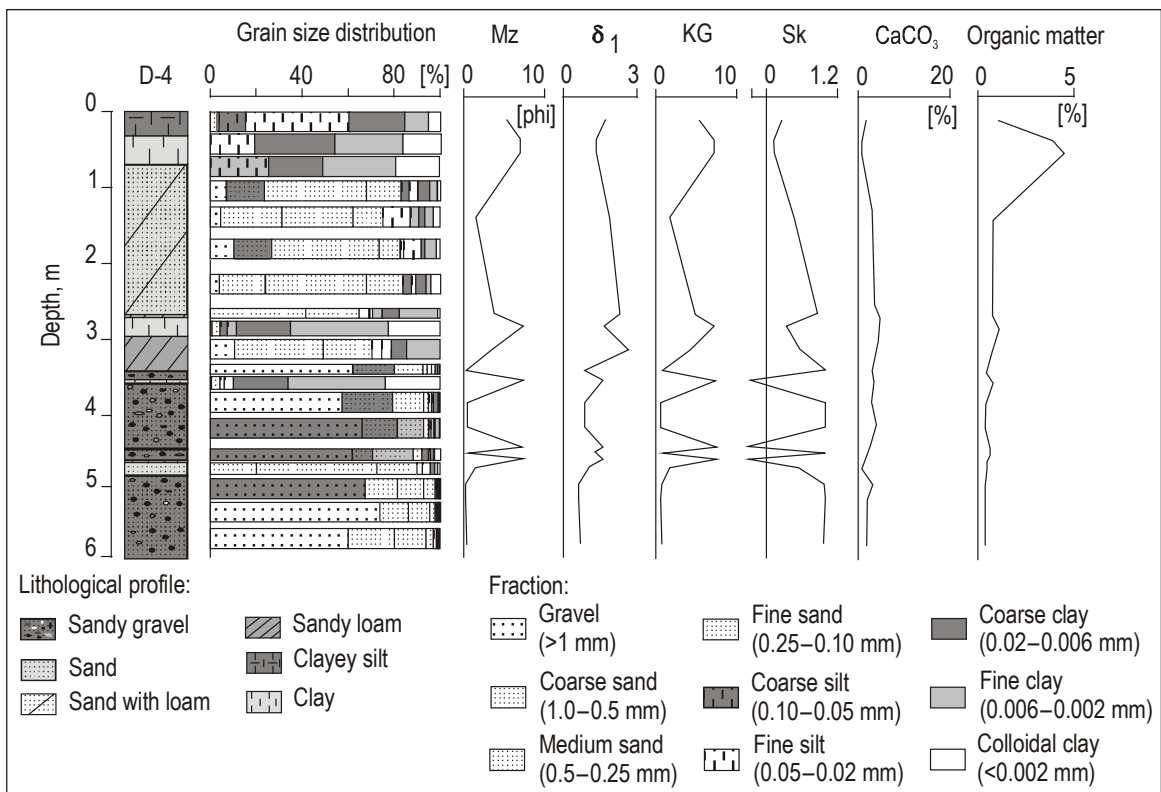 Grain size distribution Mz δ 1 KG Sk CaCO3 Organic matter
D-4 0 40 80 [%] 0 10 0 3 0 10 0 1.2 0 20 0 5
[phi] [%] [%]
0
1
2
3
4
5
6
Depth, m
Lithological profile:
Sandy gravel
Sand
Sand with loam
Sandy loam
Clayey silt
Clay
Fraction:
Gravel
(>1 mm)
Coarse sand
(1.0–0.5 mm)
Medium sand
(0.5–0.25 mm)
Fine sand
(0.25–0.10 mm)
Coarse silt
(0.10–0.05 mm)
Fine silt
(0.05–0.02 mm)
Coarse clay
(0.02–0.006 mm)
Fine clay
(0.006–0.002 mm)
Colloidal clay
(<0.002 mm)